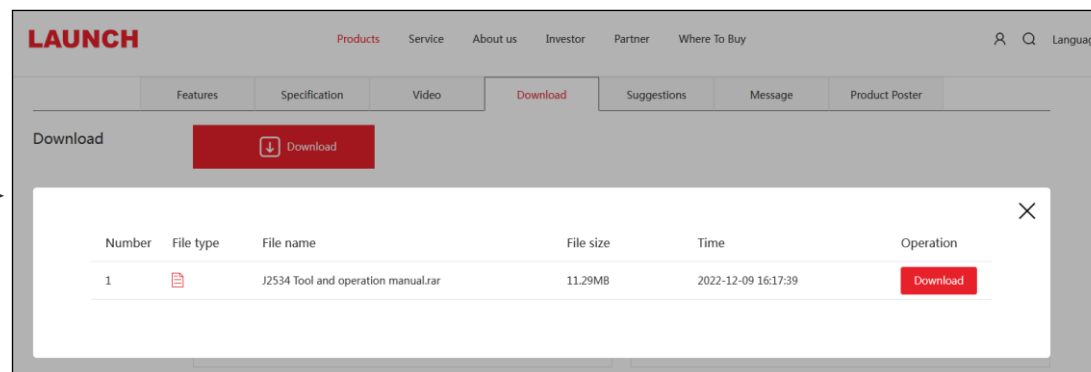 LAUNCH Products Service About us Investor Partner Where To Buy
Features Specification Video Download Suggestions Message Product Poster
Download Download
Number File type File name File size Time Operation
1 J2534 Tool and operation manual.rar 11.29MB 2022-12-09 16:17:39 Download